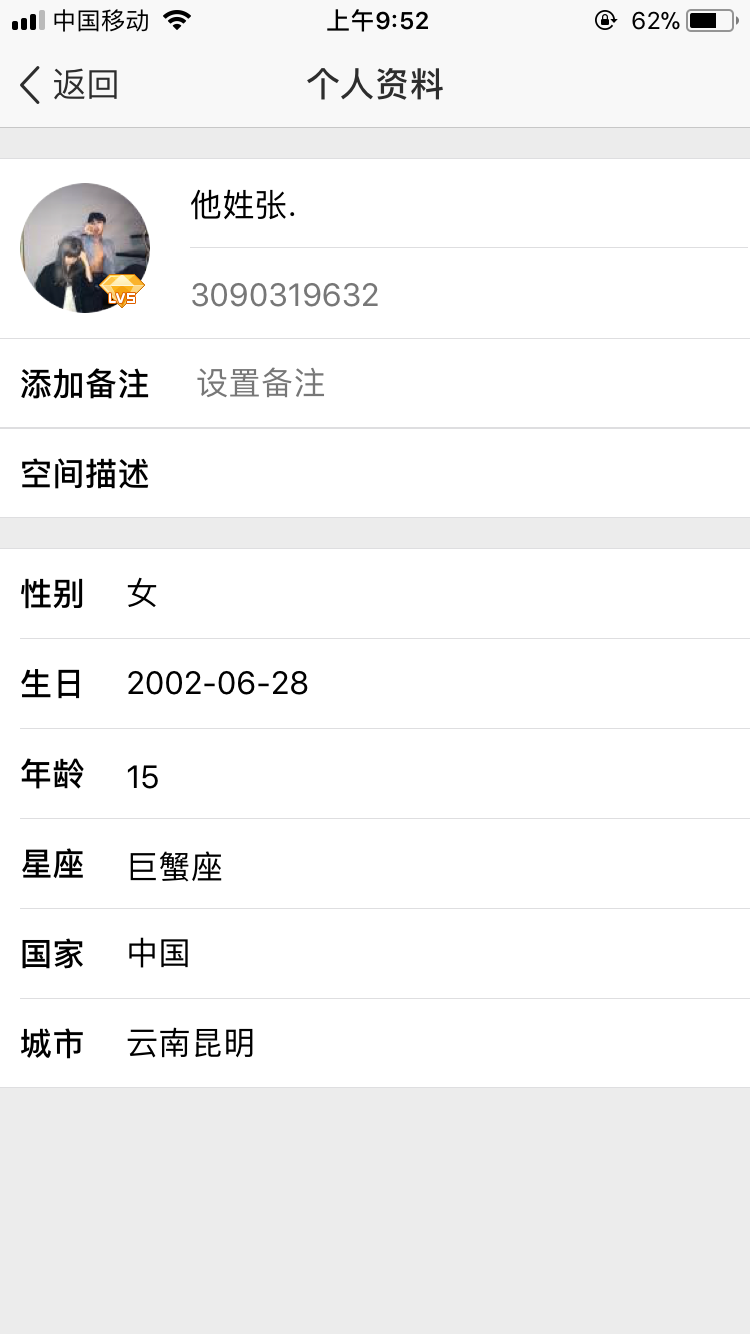 中国移动 上午9:52 62%
返回 个人资料
他姓张.
LV5
3090319632
添加备注 设置备注
空间描述
性别 女
生日 2002-06-28
年龄 15
星座 巨蟹座
国家 中国
城市 云南昆明